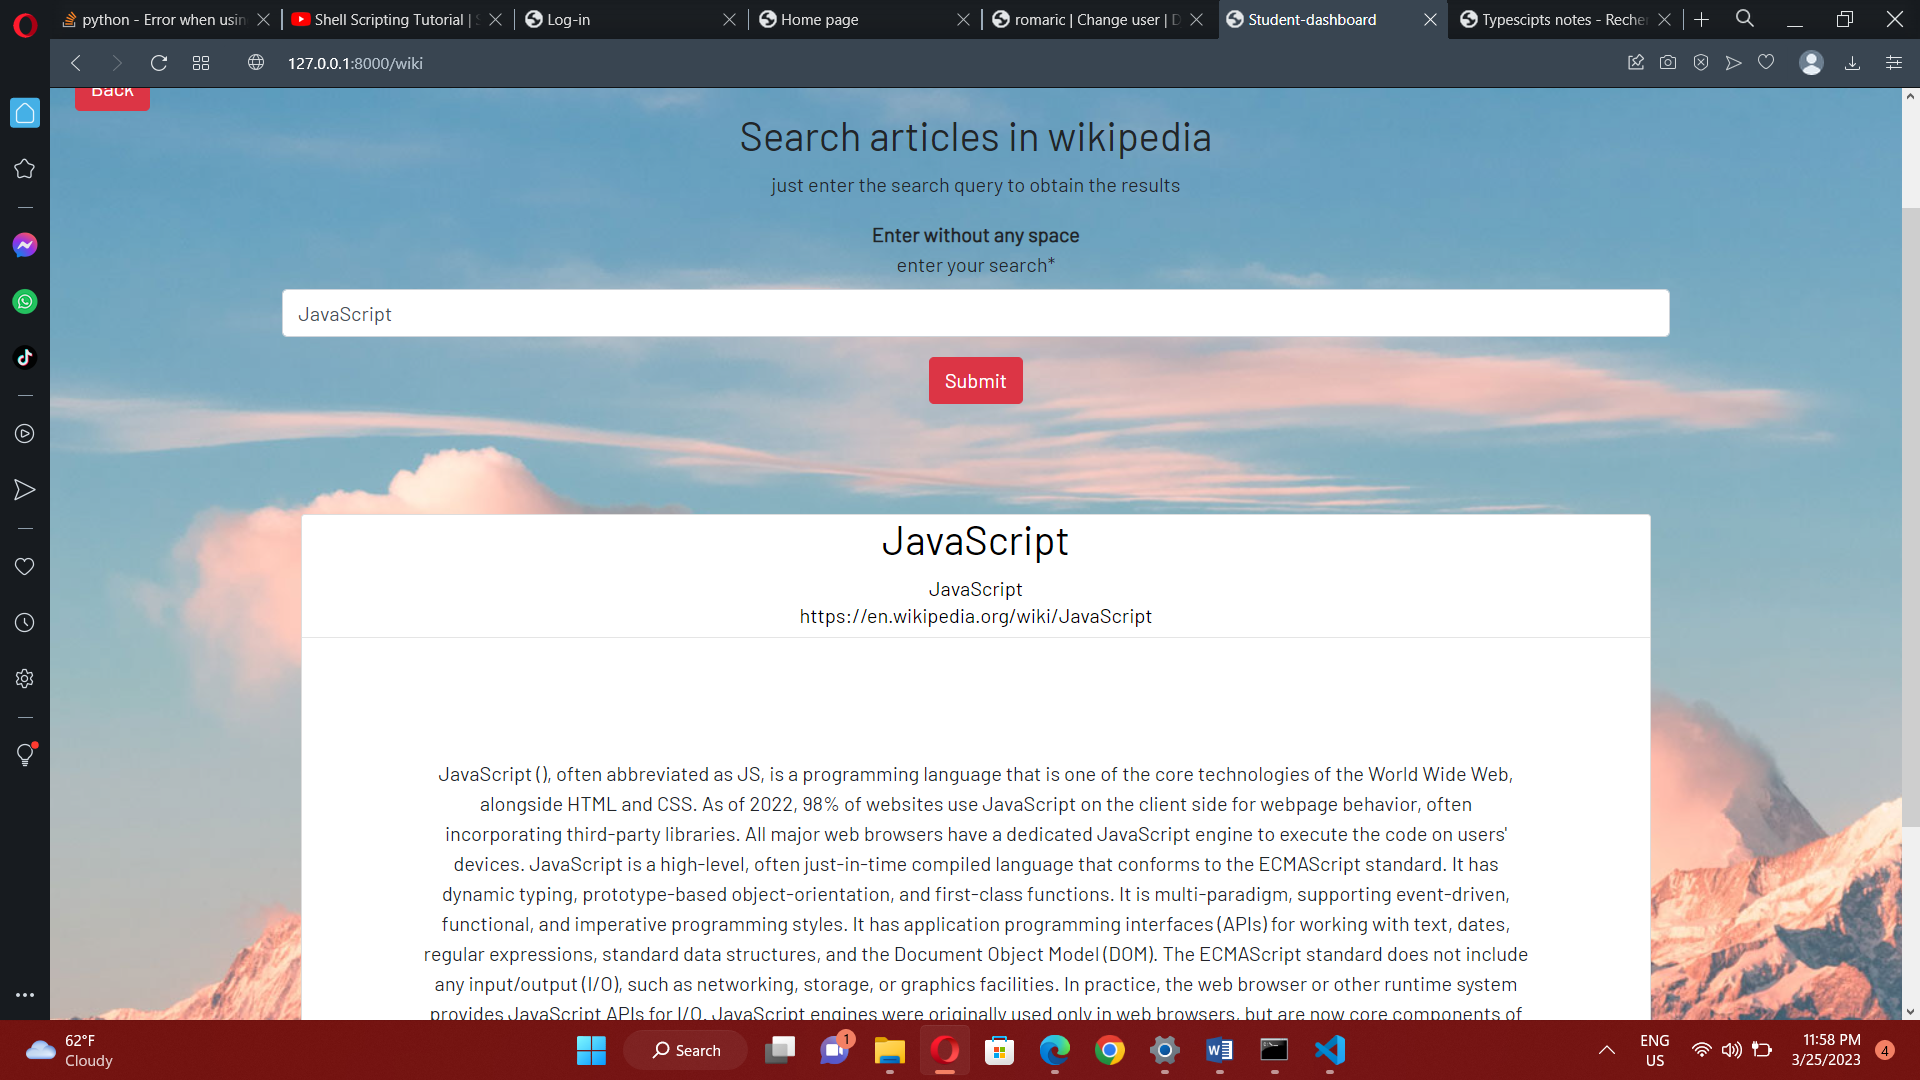 python - Error when usin
Shell Scripting Tutorial |
Log-in
Home page
romaric | Change user | D
Student-dashboard
Typescipts notes - Recher
127.0.0.1:8000/wiki
Back
Search articles in wikipedia
just enter the search query to obtain the results
Enter without any space
enter your search*
JavaScript
Submit
JavaScript
JavaScript
https://en.wikipedia.org/wiki/JavaScript
JavaScript (), often abbreviated as JS, is a programming language that is one of the core technologies of the World Wide Web,
alongside HTML and CSS. As of 2022, 98% of websites use JavaScript on the client side for webpage behavior, often
incorporating third-party libraries. All major web browsers have a dedicated JavaScript engine to execute the code on users'
devices. JavaScript is a high-level, often just-in-time compiled language that conforms to the ECMAScript standard. It has
dynamic typing, prototype-based object-orientation, and first-class functions. It is multi-paradigm, supporting event-driven,
functional, and imperative programming styles. It has application programming interfaces (APIs) for working with text, dates,
regular expressions, standard data structures, and the Document Object Model (DOM). The ECMAScript standard does not include
any input/output (I/O), such as networking, storage, or graphics facilities. In practice, the web browser or other runtime system
provides JavaScript APIs for I/O. JavaScript engines were originally used only in web browsers, but are now core components of
62°F
Cloudy
Search
1
ENG
US
11:58 PM
3/25/2023
4